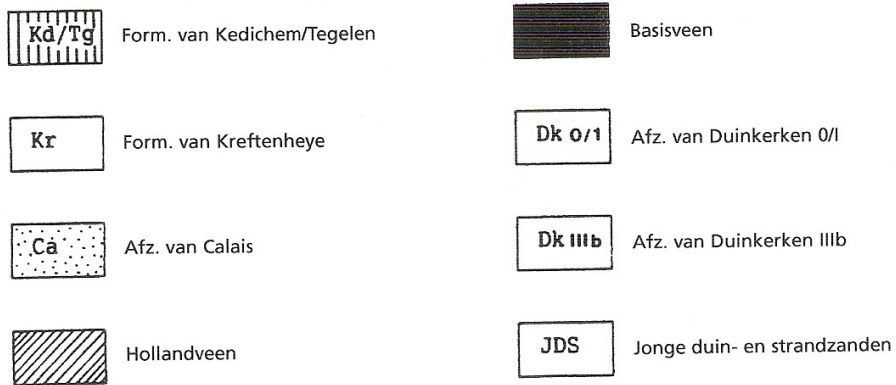 Kd/Tg Form. van Kedichem/Tegelen
Kr Form. van Kreftenheye
Ca Afz. van Calais
Hollandveen
Basisveen
Dk 0/1 Afz. van Duinkerken 0/I
Dk IIIb Afz. van Duinkerken IIIb
JDS Jonge duin- en strandzanden